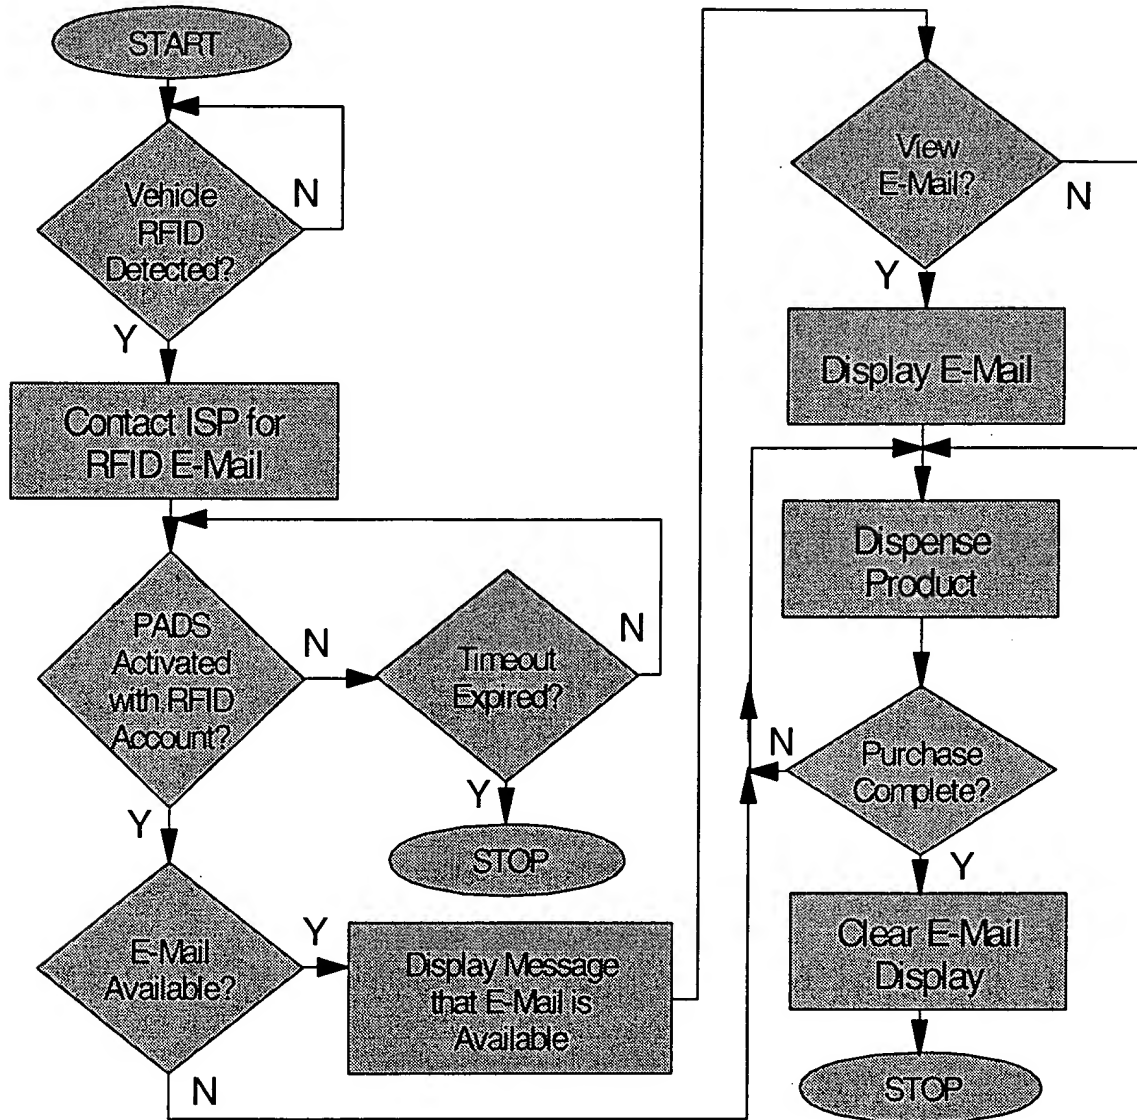 START
Vehicle
RFID
Detected?
N
Y
Contact ISP for
RFID E-Mail
PADS
Activated
with RFID
Account?
N
Timeout
Expired?
N
Y
STOP
Y
E-Mail
Available?
Y
Display Message
that E-Mail is
Available
N
View
E-Mail?
N
Y
Display E-Mail
Dispense
Product
Purchase
Complete?
N
Y
Clear E-Mail
Display
STOP